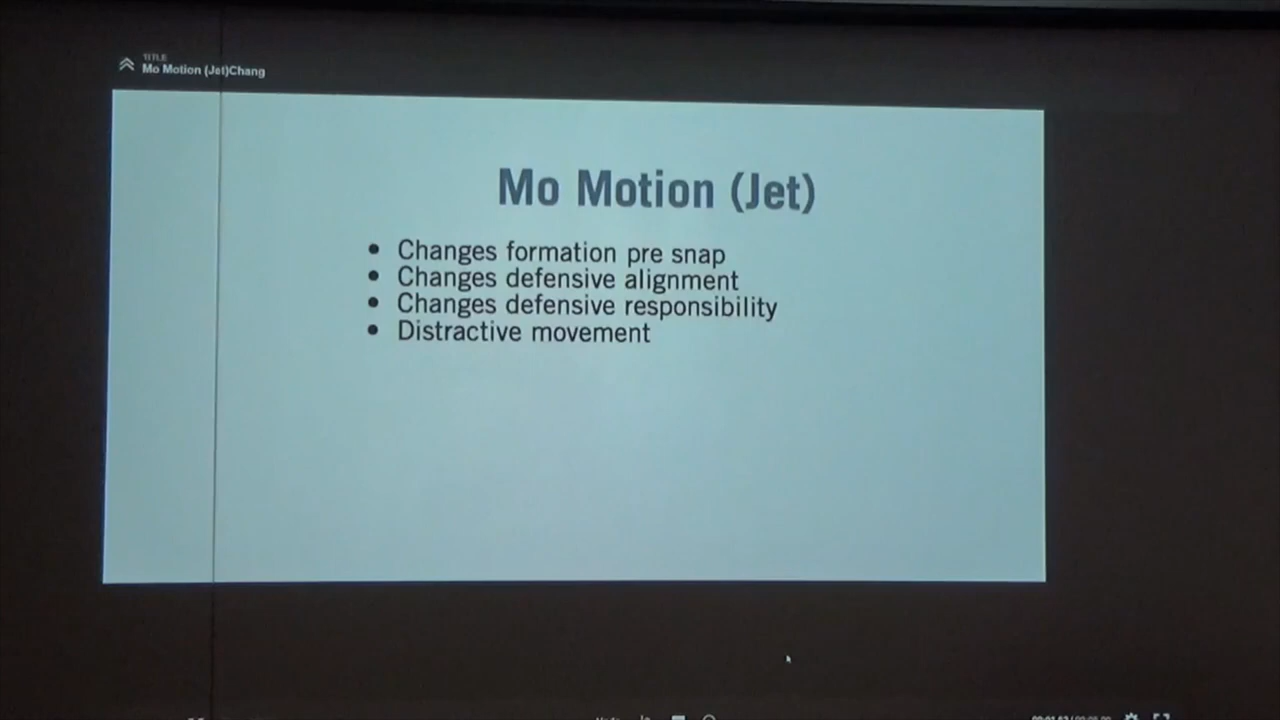 TITLE
Mo Motion (Jet)Chang
Mo Motion (Jet)
• Changes formation pre snap
• Changes defensive alignment
• Changes defensive responsibility
• Distractive movement